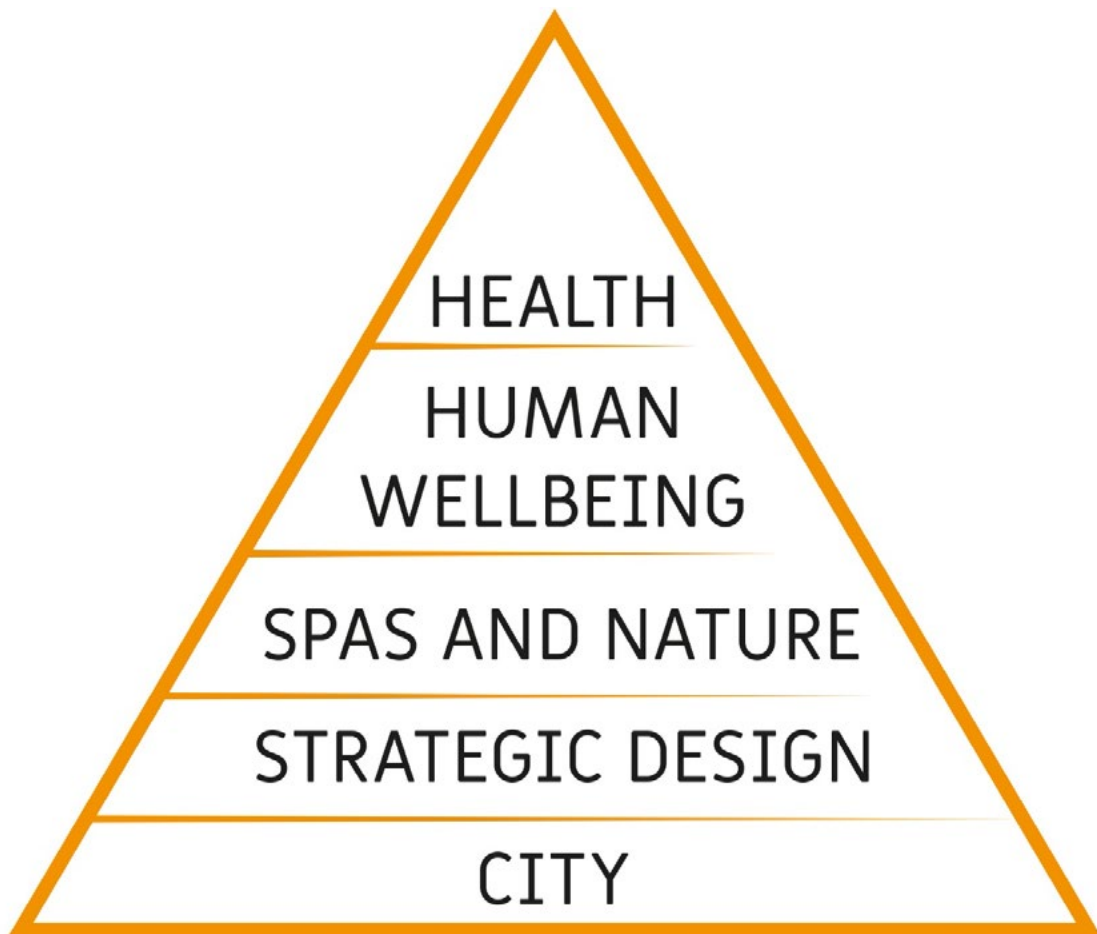 HEALTH
HUMAN
WELLBEING
SPAS AND NATURE
STRATEGIC DESIGN
CITY